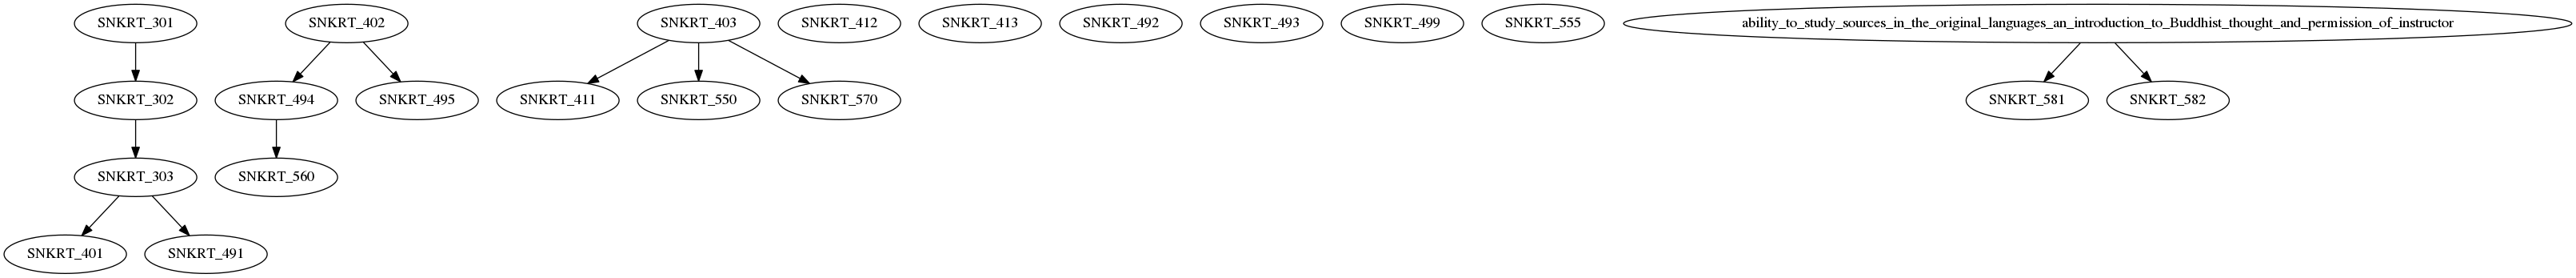 SNKRT_301
SNKRT_402
SNKRT_403
SNKRT_412
SNKRT_413
SNKRT_492
SNKRT_493
SNKRT_499
SNKRT_555
ability_to_study_sources_in_the_original_languages_an_introduction_to_Buddhist_thought_and_permission_of_instructor
SNKRT_302
SNKRT_494
SNKRT_495
SNKRT_411
SNKRT_550
SNKRT_570
SNKRT_581
SNKRT_582
SNKRT_303
SNKRT_560
SNKRT_401
SNKRT_491